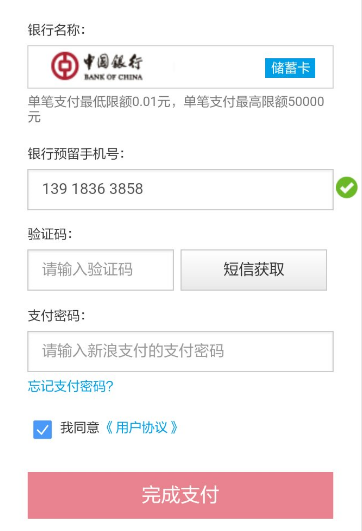 银行名称：
中国银行
BANK OF CHINA
储蓄卡
单笔支付最低限额0.01元，单笔支付最高限额50000
元
银行预留手机号：
139 1836 3858
验证码：
请输入验证码
短信获取
支付密码：
请输入新浪支付的支付密码
忘记支付密码?
我同意《 用户协议 》
完成支付